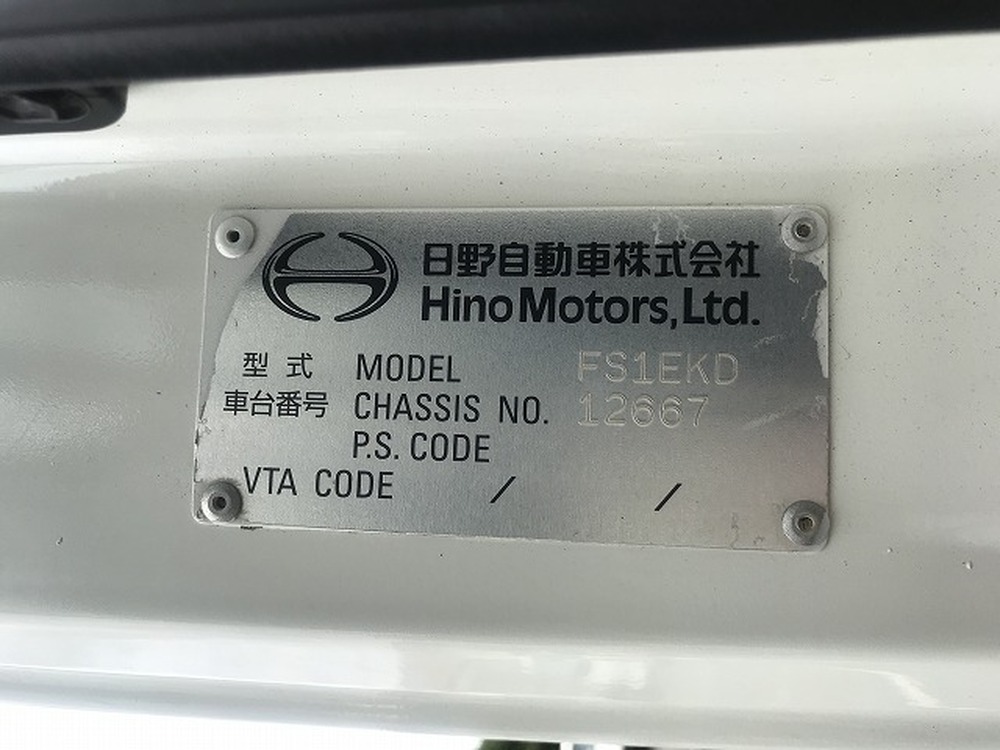 日野自動車株式会社
Hino Motors, Ltd.
型式 MODEL FS1EKD
車台番号 CHASSIS NO. 12667
P.S. CODE
VTA CODE / /